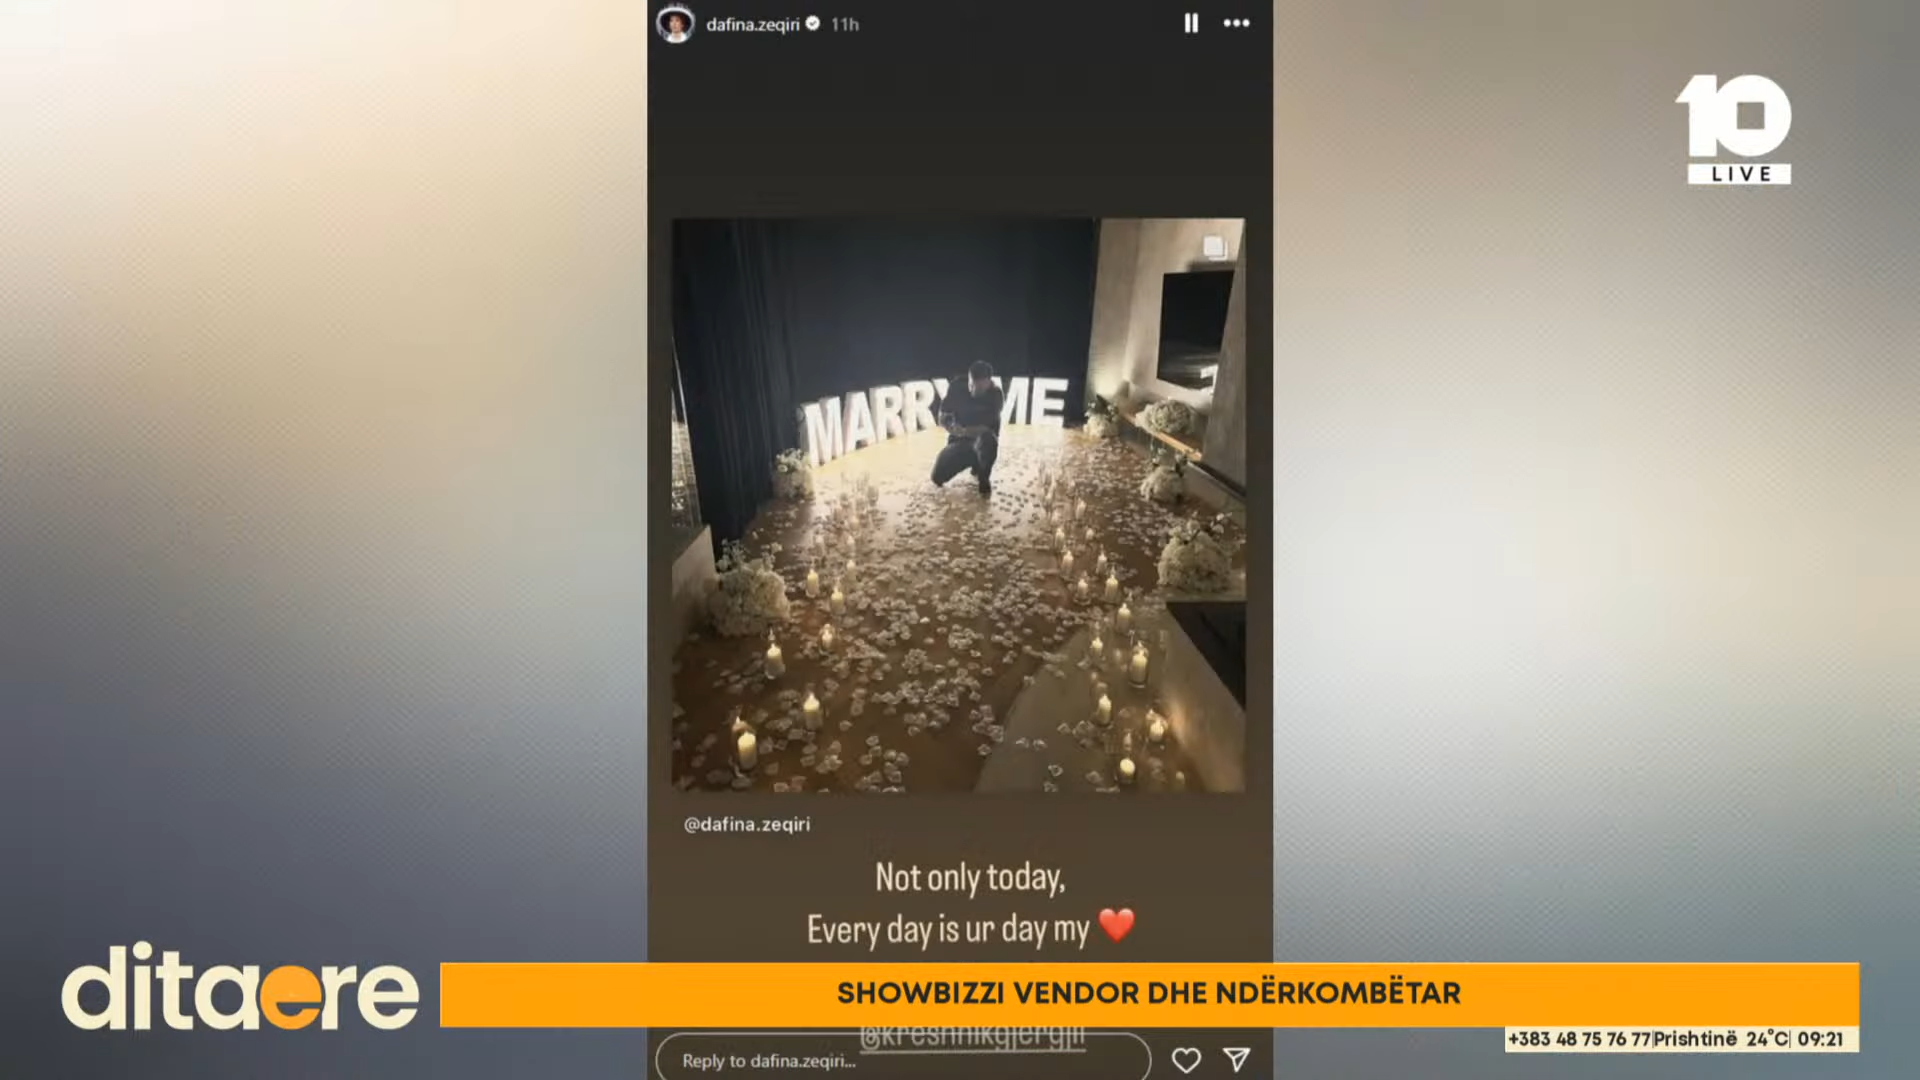 dafina.zeqiri 11h
10
LIVE
MARRY ME
@dafina.zeqiri
Not only today,
Every day is ur day my ❤️
ditaere
SHOWBIZZI VENDOR DHE NDËRKOMBËTAR
@kreshnikgjergji
Reply to dafina.zeqiri...
+383 48 75 76 77|Prishtinë 24°C| 09:21